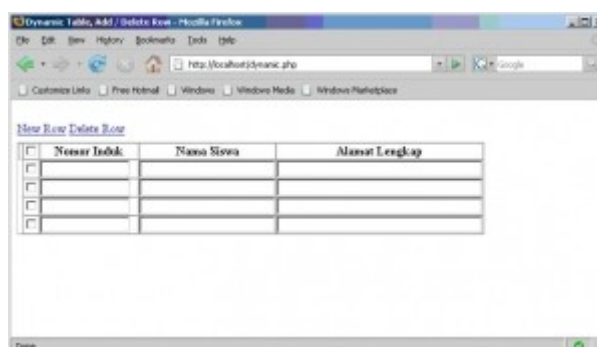 Dynamic Table, Add / Delete Row - Mozilla Firefox
File Edit View History Bookmarks Tools Help
http://localhost/dynamic.php Google
Customize Links Free Hotmail Windows Windows Media Windows Marketplace
New Row Delete Row
Nomor Induk Nama Siswa Alamat Lengkap
Done